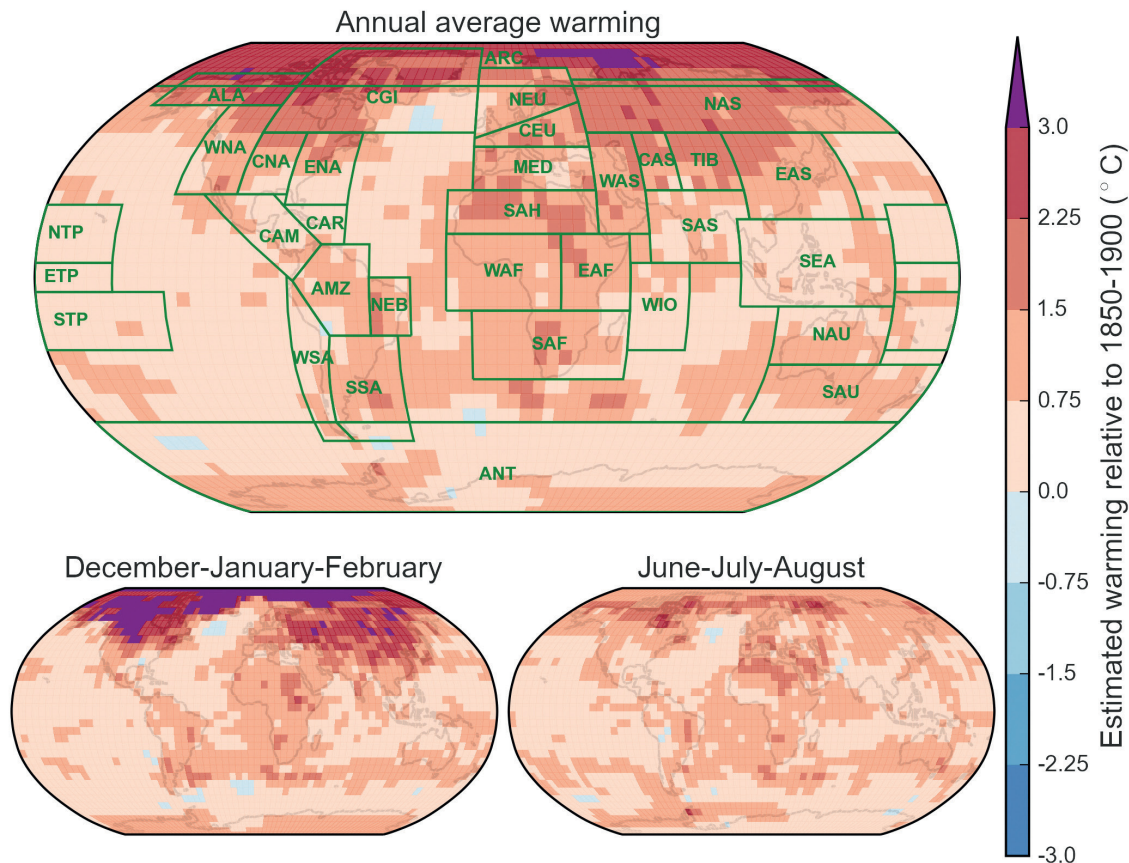 Annual average warming
ARC
ALA
CGI
NEU
NAS
CEU
WNA
CNA
ENA
MED
WAS
CAS
TIB
EAS
SAH
NTP
CAM
CAR
SAS
ETP
AMZ
WAF
EAF
SEA
STP
NEB
WIO
WSA
SAF
NAU
SSA
SAU
ANT
December-January-February
June-July-August
3.0
2.25
1.5
0.75
0.0
-0.75
-1.5
-2.25
-3.0
Estimated warming relative to 1850-1900 (°C)